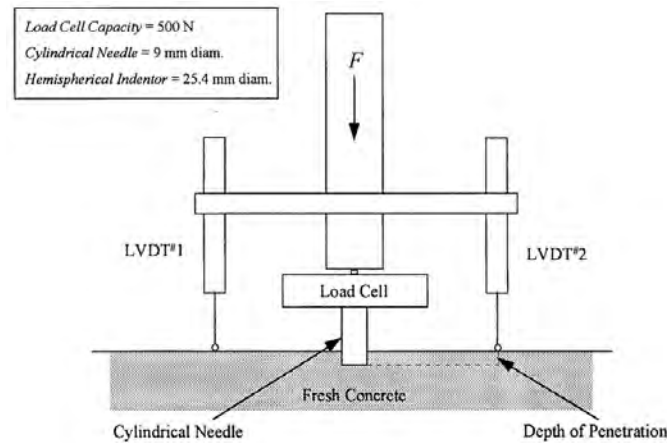 Load Cell Capacity = 500 N
Cylindrical Needle = 9 mm diam.
Hemispherical Indentor = 25.4 mm diam.
F
LVDT#1
LVDT#2
Load Cell
Fresh Concrete
Cylindrical Needle
Depth of Penetration